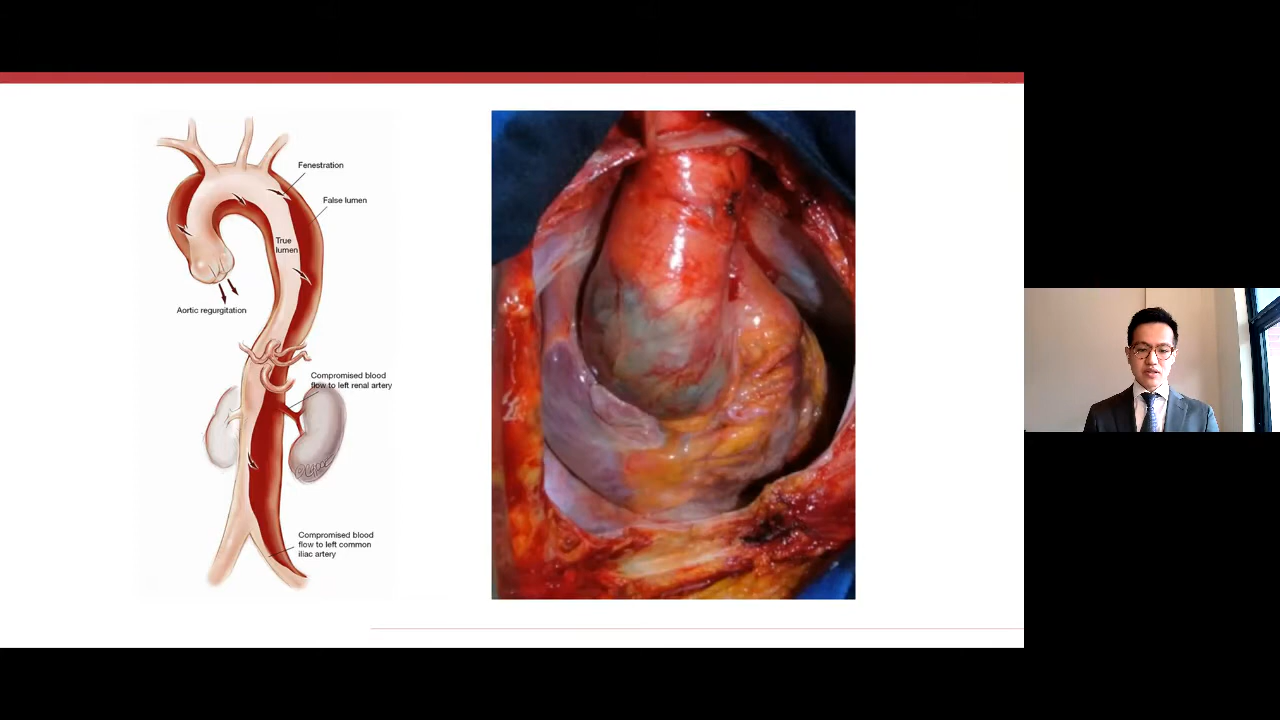 Fenestration
False lumen
True
lumen
Aortic regurgitation
Compromised blood
flow to left renal artery
Compromised blood
flow to left common
iliac artery